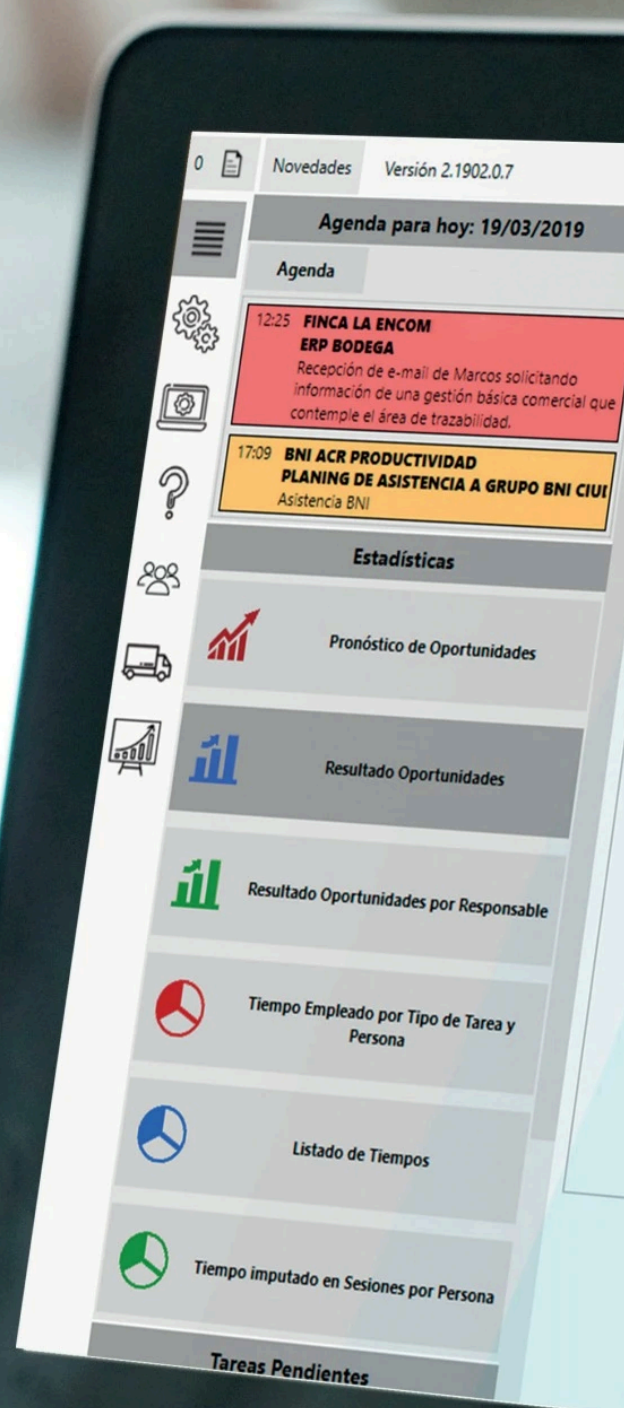 0 Novedades Versión 2.1902.0.7
Agenda para hoy: 19/03/2019
Agenda
12:25 FINCA LA ENCOM
ERP BODEGA
Recepción de e-mail de Marcos solicitando
información de una gestión básica comercial que
contemple el área de trazabilidad.
17:09 BNI ACR PRODUCTIVIDAD
PLANING DE ASISTENCIA A GRUPO BNI CIUI
Asistencia BNI
Estadísticas
Pronóstico de Oportunidades
Resultado Oportunidades
Resultado Oportunidades por Responsable
Tiempo Empleado por Tipo de Tarea y
Persona
Listado de Tiempos
Tiempo imputado en Sesiones por Persona
Tareas Pendientes